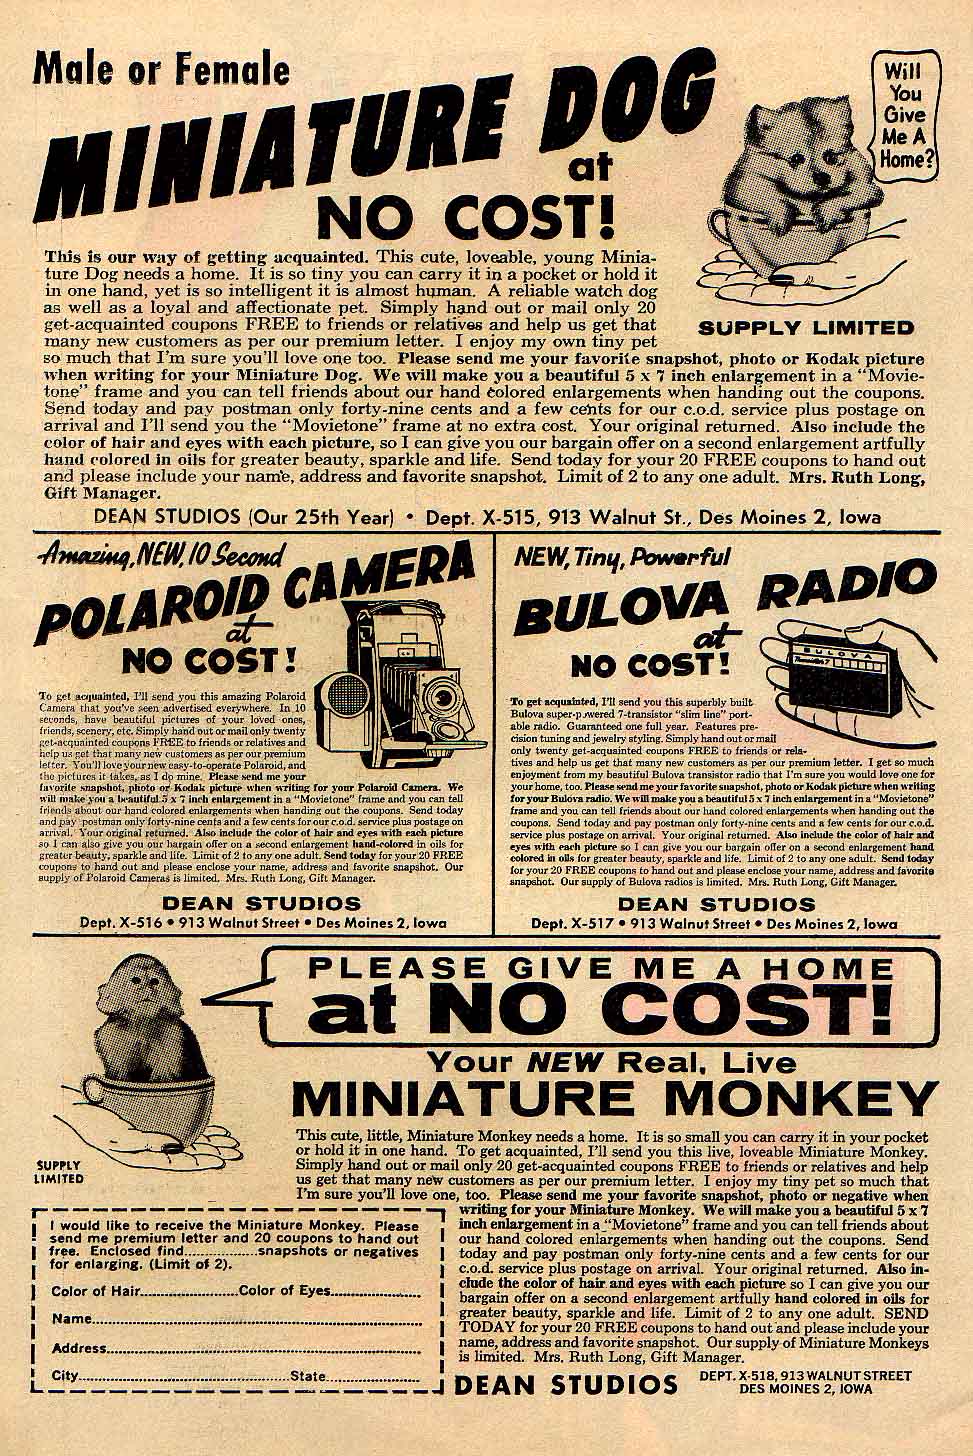 Male or Female
MINIATURE DOG
at
NO COST!
Will
You
Give
Me A
Home?
SUPPLY LIMITED
This is our way of getting acquainted. This cute, loveable, young Minia-
ture Dog needs a home. It is so tiny you can carry it in a pocket or hold it
in one hand, yet is so intelligent it is almost human. A reliable watch dog
as well as a loyal and affectionate pet. Simply hand out or mail only 20
get-acquainted coupons FREE to friends or relatives and help us get that
many new customers as per our premium letter. I enjoy my own tiny pet
so much that I'm sure you'll love one too. Please send me your favorite snapshot, photo or Kodak picture
when writing for your Miniature Dog. We will make you a beautiful 5 x 7 inch enlargement in a "Movie-
tone" frame and you can tell friends about our hand colored enlargements when handing out the coupons.
Send today and pay postman only forty-nine cents and a few cents for our c.o.d. service plus postage on
arrival and I'll send you the "Movietone" frame at no extra cost. Your original returned. Also include the
color of hair and eyes with each picture, so I can give you our bargain offer on a second enlargement artfully
hand colored in oils for greater beauty, sparkle and life. Send today for your 20 FREE coupons to hand out
and please include your name, address and favorite snapshot. Limit of 2 to any one adult. Mrs. Ruth Long,
Gift Manager.
DEAN STUDIOS (Our 25th Year) • Dept. X-515, 913 Walnut St., Des Moines 2, Iowa
Amazing, NEW, 10 Second
POLAROID CAMERA
at
NO COST!
To get acquainted, I'll send you this amazing Polaroid
Camera that you've seen advertised everywhere. In 10
seconds, have beautiful pictures of your loved ones,
friends, scenery, etc. Simply hand out or mail only twenty
get-acquainted coupons FREE to friends or relatives and
help us get that many new customers as per our premium
letter. You'll love your new easy-to-operate Polaroid, and
the pictures it takes, as I do mine. Please send me your
favorite snapshot, photo or Kodak picture when writing for your Polaroid Camera. We
will make you a beautiful 5 x 7 inch enlargement in a "Movietone" frame and you can tell
friends about our hand colored enlargements when handing out the coupons. Send today
and pay postman only forty-nine cents and a few cents for our c.o.d. service plus postage on
arrival. Your original returned. Also include the color of hair and eyes with each picture
so I can also give you our bargain offer on a second enlargement hand-colored in oils for
greater beauty, sparkle and life. Limit of 2 to any one adult. Send today for your 20 FREE
coupons to hand out and please enclose your name, address and favorite snapshot. Our
supply of Polaroid Cameras is limited. Mrs. Ruth Long, Gift Manager.
DEAN STUDIOS
Dept. X-516 • 913 Walnut Street • Des Moines 2, Iowa
NEW, Tiny, Powerful
BULOVA RADIO
at
NO COST!
BULOVA
To get acquainted, I'll send you this superbly built
Bulova super-powered 7-transistor "slim line" port-
able radio. Guaranteed one full year. Features pre-
cision tuning and jewelry styling. Simply hand out or mail
only twenty get-acquainted coupons FREE to friends or rela-
tives and help us get that many new customers as per our premium letter. I get so much
enjoyment from my beautiful Bulova transistor radio that I'm sure you would love one for
your home, too. Please send me your favorite snapshot, photo or Kodak picture when writing
for your Bulova radio. We will make you a beautiful 5 x 7 inch enlargement in a "Movietone"
frame and you can tell friends about our hand colored enlargements when handing out the
coupons. Send today and pay postman only forty-nine cents and a few cents for our c.o.d.
service plus postage on arrival. Your original returned. Also include the color of hair and
eyes with each picture so I can give you our bargain offer on a second enlargement hand
colored in oils for greater beauty, sparkle and life. Limit of 2 to any one adult. Send today
for your 20 FREE coupons to hand out and please enclose your name, address and favorite
snapshot. Our supply of Bulova radios is limited. Mrs. Ruth Long, Gift Manager.
DEAN STUDIOS
Dept. X-517 • 913 Walnut Street • Des Moines 2, Iowa
PLEASE GIVE ME A HOME
at NO COST!
Your NEW Real, Live
MINIATURE MONKEY
SUPPLY
LIMITED
This cute, little, Miniature Monkey needs a home. It is so small you can carry it in your pocket
or hold it in one hand. To get acquainted, I'll send you this live, loveable Miniature Monkey.
Simply hand out or mail only 20 get-acquainted coupons FREE to friends or relatives and help
us get that many new customers as per our premium letter. I enjoy my tiny pet so much that
I'm sure you'll love one, too. Please send me your favorite snapshot, photo or negative when
writing for your Miniature Monkey. We will make you a beautiful 5 x 7
inch enlargement in a "Movietone" frame and you can tell friends about
our hand colored enlargements when handing out the coupons. Send
today and pay postman only forty-nine cents and a few cents for our
c.o.d. service plus postage on arrival. Your original returned. Also in-
clude the color of hair and eyes with each picture so I can give you our
bargain offer on a second enlargement artfully hand colored in oils for
greater beauty, sparkle and life. Limit of 2 to any one adult. SEND
TODAY for your 20 FREE coupons to hand out and please include your
name, address and favorite snapshot. Our supply of Miniature Monkeys
is limited. Mrs. Ruth Long, Gift Manager.
I would like to receive the Miniature Monkey. Please
send me premium letter and 20 coupons to hand out
free. Enclosed find................snapshots or negatives
for enlarging. (Limit of 2).
Color of Hair......................Color of Eyes....................
Name............................................................
Address.........................................................
City..............................................State....................
DEAN STUDIOS
DEPT. X-518, 913 WALNUT STREET
DES MOINES 2, IOWA